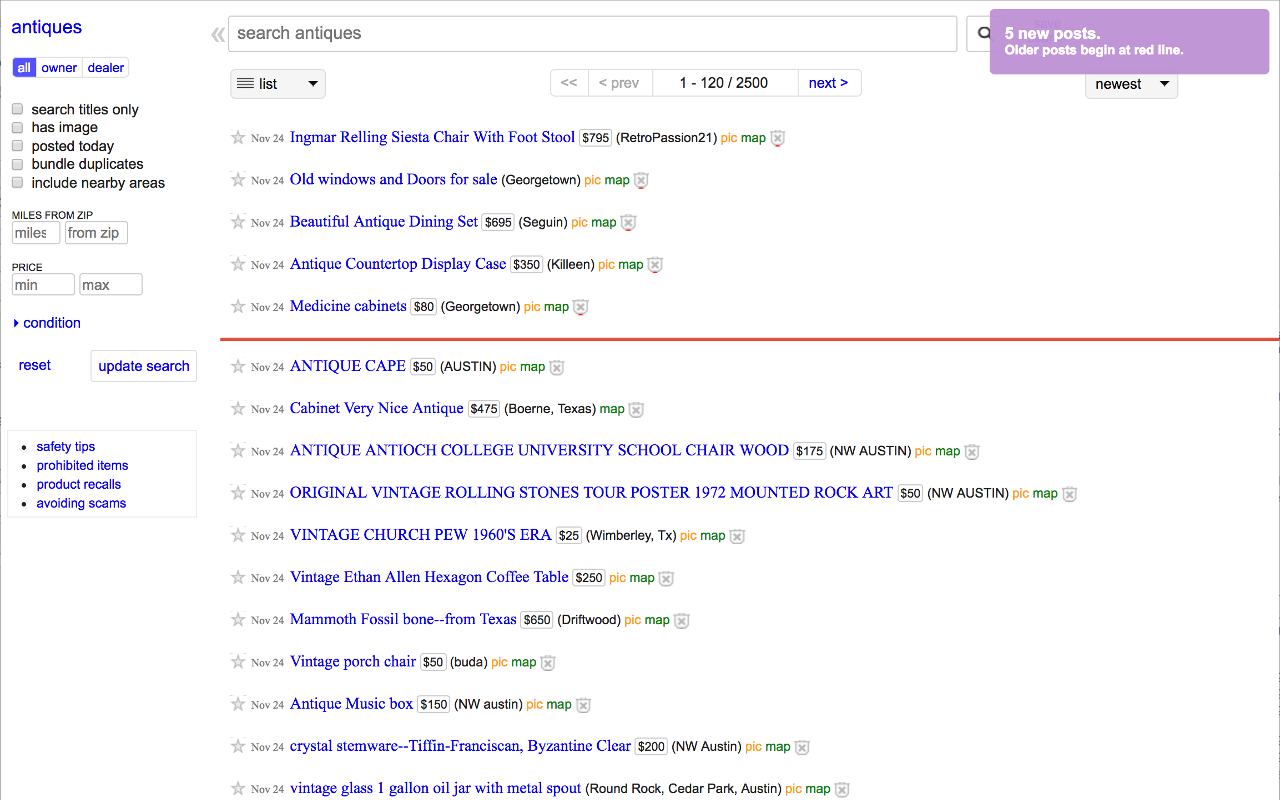 antiques
all owner dealer
search titles only
has image
posted today
bundle duplicates
include nearby areas
MILES FROM ZIP
miles from zip
PRICE
min max
condition
reset update search
safety tips
prohibited items
product recalls
avoiding scams
« search antiques
5 new posts.
Older posts begin at red line.
list << < prev 1 - 120 / 2500 next > newest
Nov 24 Ingmar Relling Siesta Chair With Foot Stool $795 (RetroPassion21) pic map
Nov 24 Old windows and Doors for sale (Georgetown) pic map
Nov 24 Beautiful Antique Dining Set $695 (Seguin) pic map
Nov 24 Antique Countertop Display Case $350 (Killeen) pic map
Nov 24 Medicine cabinets $80 (Georgetown) pic map
Nov 24 ANTIQUE CAPE $50 (AUSTIN) pic map
Nov 24 Cabinet Very Nice Antique $475 (Boerne, Texas) map
Nov 24 ANTIQUE ANTIOCH COLLEGE UNIVERSITY SCHOOL CHAIR WOOD $175 (NW AUSTIN) pic map
Nov 24 ORIGINAL VINTAGE ROLLING STONES TOUR POSTER 1972 MOUNTED ROCK ART $50 (NW AUSTIN) pic map
Nov 24 VINTAGE CHURCH PEW 1960'S ERA $25 (Wimberley, Tx) pic map
Nov 24 Vintage Ethan Allen Hexagon Coffee Table $250 pic map
Nov 24 Mammoth Fossil bone--from Texas $650 (Driftwood) pic map
Nov 24 Vintage porch chair $50 (buda) pic map
Nov 24 Antique Music box $150 (NW austin) pic map
Nov 24 crystal stemware--Tiffin-Franciscan, Byzantine Clear $200 (NW Austin) pic map
Nov 24 vintage glass 1 gallon oil jar with metal spout (Round Rock, Cedar Park, Austin) pic map